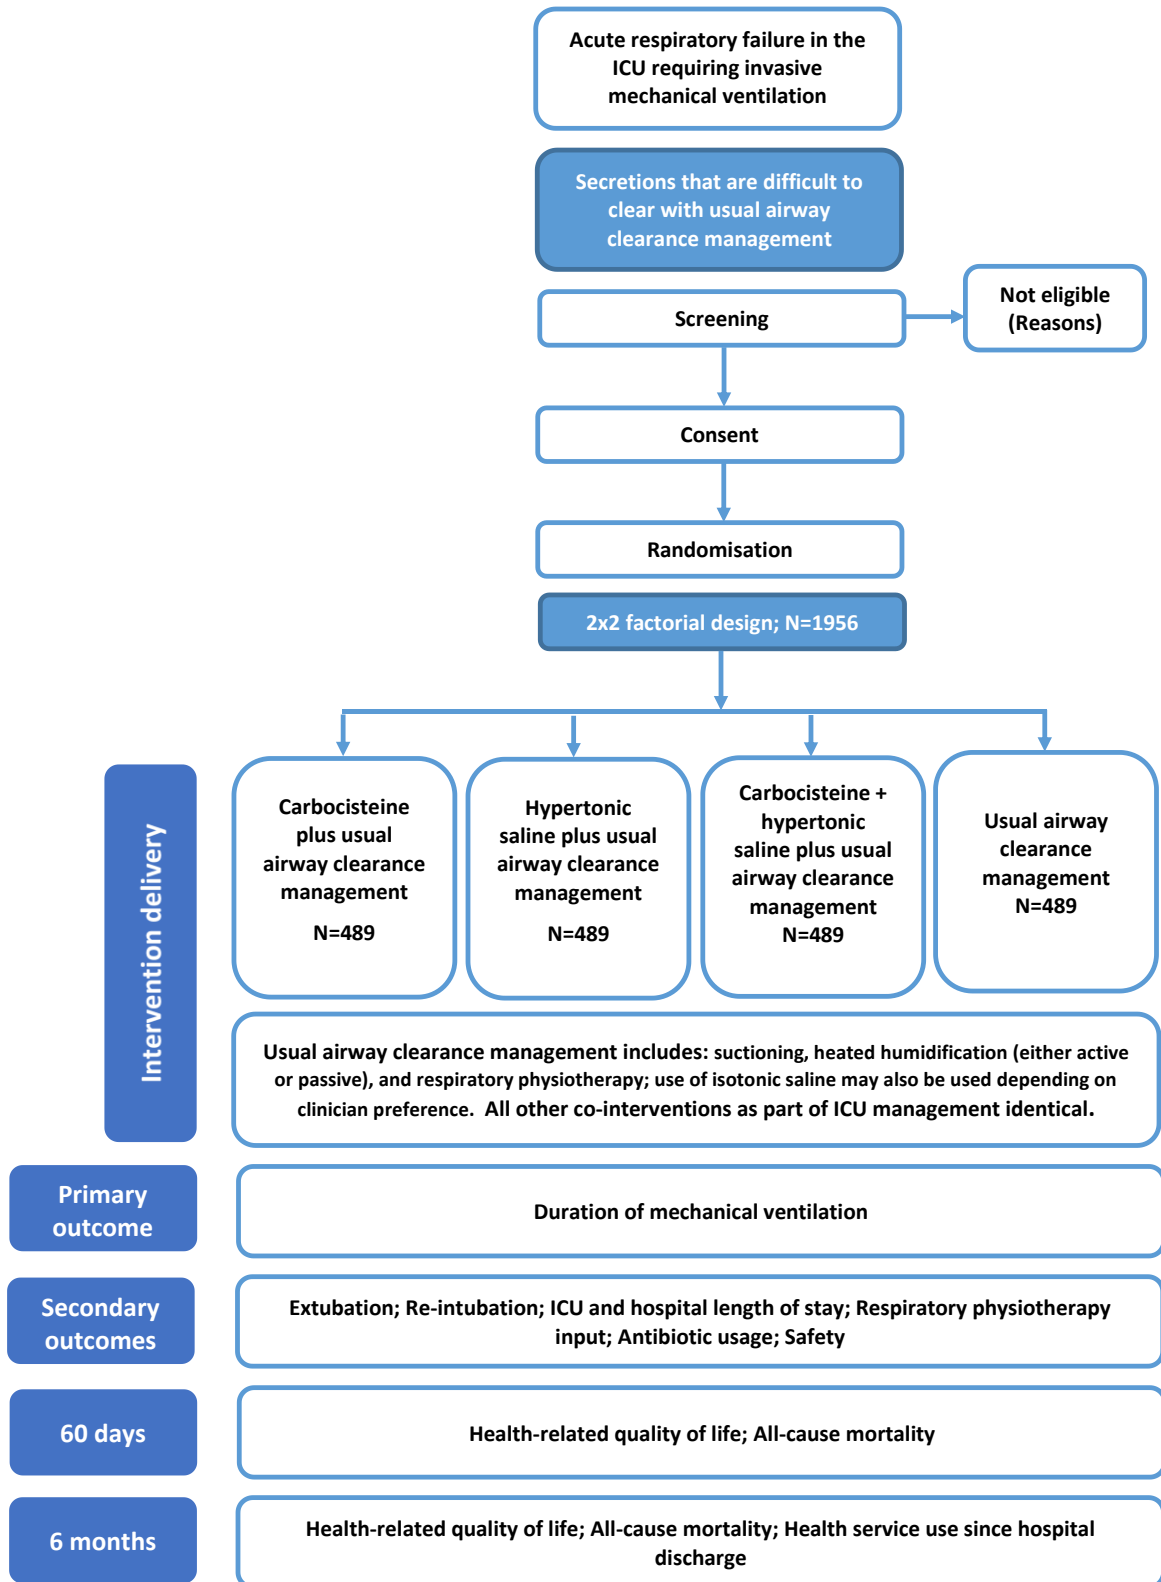 Acute respiratory failure in the
ICU requiring invasive
mechanical ventilation
Secretions that are difficult to
clear with usual airway
clearance management
Screening
Not eligible
(Reasons)
Consent
Randomisation
2x2 factorial design; N=1956
Intervention delivery
Carbocisteine
plus usual
airway clearance
management
N=489
Hypertonic
saline plus usual
airway clearance
management
N=489
Carbocisteine +
hypertonic
saline plus usual
airway clearance
management
N=489
Usual airway
clearance
management
N=489
Usual airway clearance management includes: suctioning, heated humidification (either active
or passive), and respiratory physiotherapy; use of isotonic saline may also be used depending on
clinician preference. All other co-interventions as part of ICU management identical.
Primary
outcome
Duration of mechanical ventilation
Secondary
outcomes
Extubation; Re-intubation; ICU and hospital length of stay; Respiratory physiotherapy
input; Antibiotic usage; Safety
60 days
Health-related quality of life; All-cause mortality
6 months
Health-related quality of life; All-cause mortality; Health service use since hospital
discharge